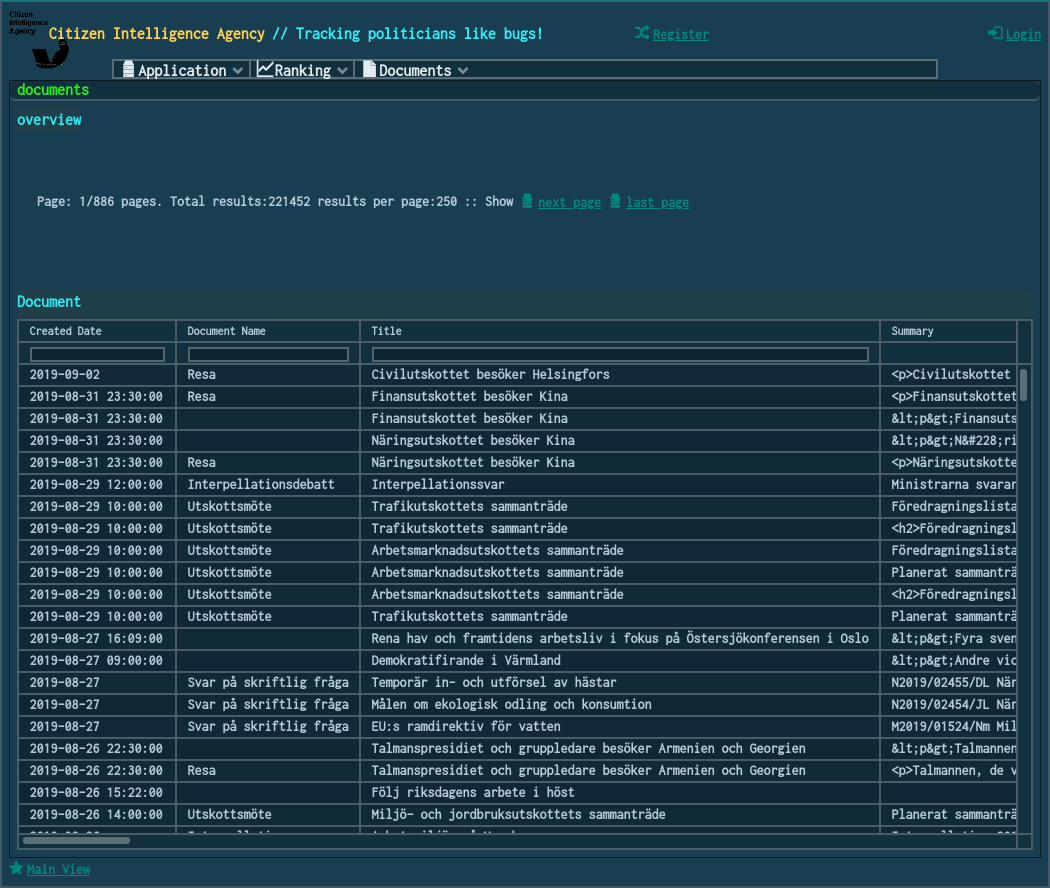 Citizen
Intelligence
Agency
Citizen Intelligence Agency // Tracking politicians like bugs!
Register
Login
Application Ranking Documents
documents
overview
Page: 1/886 pages. Total results:221452 results per page:250 :: Show next page last page
Document
Created Date Document Name Title Summary
2019-09-02 Resa Civilutskottet besöker Helsingfors <p>Civilutskottet
2019-08-31 23:30:00 Resa Finansutskottet besöker Kina <p>Finansutskottet
2019-08-31 23:30:00 Finansutskottet besöker Kina &lt;p&gt;Finansuts
2019-08-31 23:30:00 Näringsutskottet besöker Kina &lt;p&gt;N&#228;ri
2019-08-31 23:30:00 Resa Näringsutskottet besöker Kina <p>Näringsutskotte
2019-08-29 12:00:00 Interpellationsdebatt Interpellationssvar Ministrarna svarar
2019-08-29 10:00:00 Utskottsmöte Trafikutskottets sammanträde Föredragningslista
2019-08-29 10:00:00 Utskottsmöte Trafikutskottets sammanträde <h2>Föredragningsl
2019-08-29 10:00:00 Utskottsmöte Arbetsmarknadsutskottets sammanträde Föredragningslista
2019-08-29 10:00:00 Utskottsmöte Arbetsmarknadsutskottets sammanträde Planerat sammanträ
2019-08-29 10:00:00 Utskottsmöte Arbetsmarknadsutskottets sammanträde <h2>Föredragningsl
2019-08-29 10:00:00 Utskottsmöte Trafikutskottets sammanträde Planerat sammanträ
2019-08-27 16:09:00 Rena hav och framtidens arbetsliv i fokus på Östersjökonferensen i Oslo &lt;p&gt;Fyra sven
2019-08-27 09:00:00 Demokratifirande i Värmland &lt;p&gt;Andre vic
2019-08-27 Svar på skriftlig fråga Temporär in- och utförsel av hästar N2019/02455/DL När
2019-08-27 Svar på skriftlig fråga Målen om ekologisk odling och konsumtion N2019/02454/JL När
2019-08-27 Svar på skriftlig fråga EU:s ramdirektiv för vatten M2019/01524/Nm Mil
2019-08-26 22:30:00 Talmanspresidiet och gruppledare besöker Armenien och Georgien &lt;p&gt;Talmannen
2019-08-26 22:30:00 Resa Talmanspresidiet och gruppledare besöker Armenien och Georgien <p>Talmannen, de v
2019-08-26 15:22:00 Följ riksdagens arbete i höst
2019-08-26 14:00:00 Utskottsmöte Miljö- och jordbruksutskottets sammanträde Planerat sammanträ
Main View